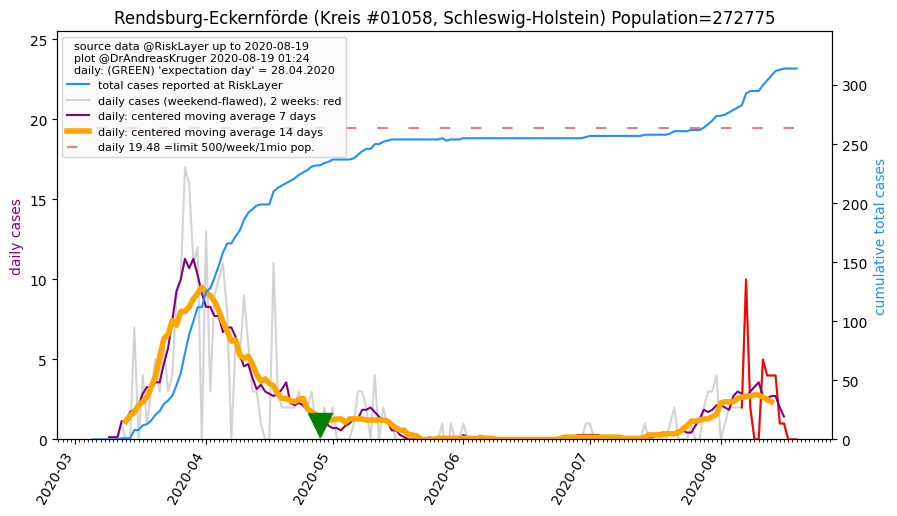 Rendsburg-Eckernförde (Kreis #01058, Schleswig-Holstein) Population=272775
source data @RiskLayer up to 2020-08-19
plot @DrAndreasKruger 2020-08-19 01:24
daily: (GREEN) 'expectation day' = 28.04.2020
total cases reported at RiskLayer
daily cases (weekend-flawed), 2 weeks: red
daily: centered moving average 7 days
daily: centered moving average 14 days
daily 19.48 =limit 500/week/1mio pop.
daily cases
25
20
15
10
5
0
cumulative total cases
300
250
200
150
100
50
0
2020-03
2020-04
2020-05
2020-06
2020-07
2020-08